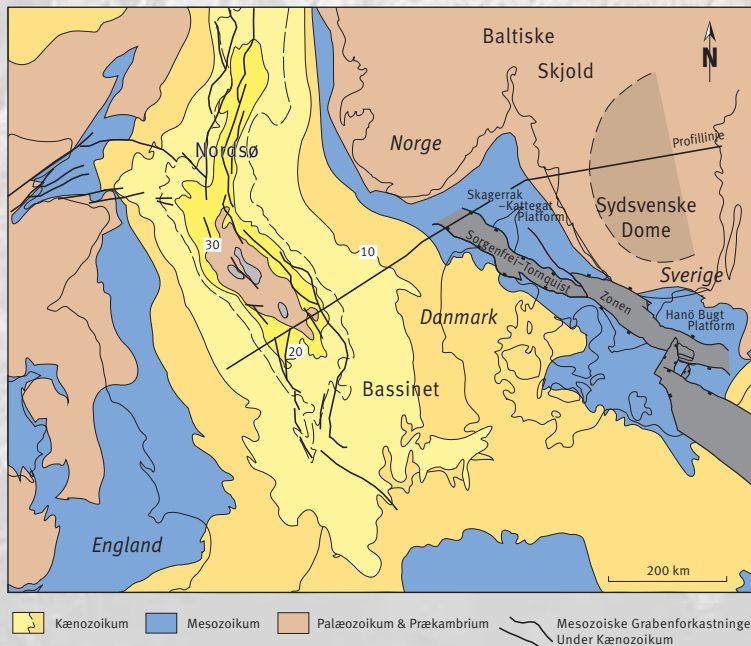 Baltiske
Skjold
N
Norge
Profillinje
Nordsø
Skagerrak
–Kattegat
Platform
Sydsvenske
Dome
30
10
Sorgenfrei–Tornquist
Sverige
Zonen
Hanö Bugt
Platform
Danmark
20
Bassinet
England
200 km
Kænozoikum
Mesozoikum
Palæozoikum & Prækambrium
Mesozoiske Grabenforkastninge
Under Kænozoikum